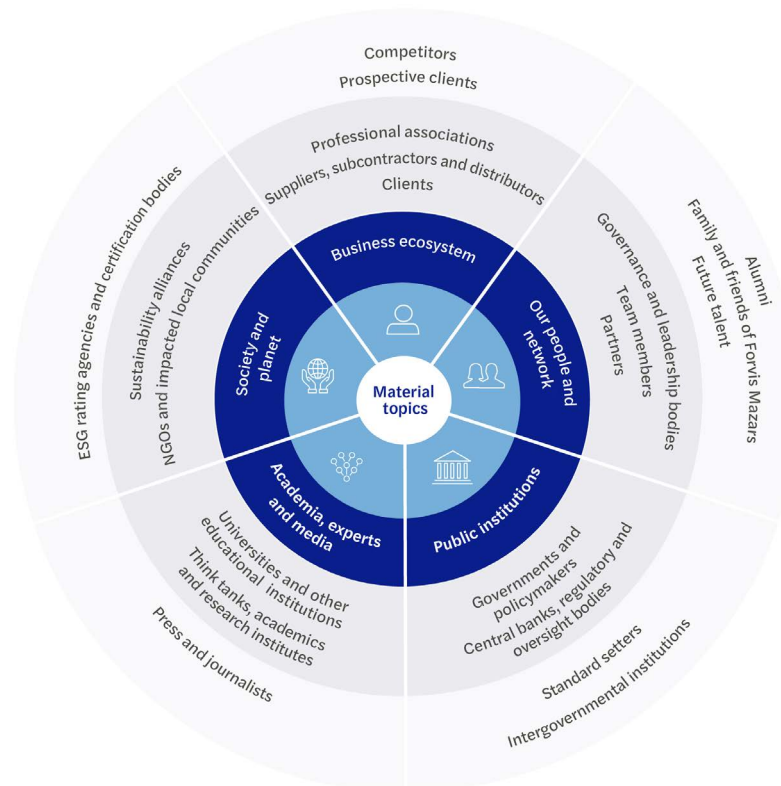 Competitors
Prospective clients
Professional associations
Suppliers, subcontractors and distributors
Clients
Business ecosystem
Alumni
Family and friends of Forvis Mazars
Future talent
Governance and leadership bodies
Team members
Partners
Our people and
network
Material
topics
Public institutions
Governments and
policymakers
Central banks, regulatory and
oversight bodies
Standard setters
Intergovernmental institutions
Academia, experts
and media
Universities and other
educational institutions
Think tanks, academics
and research institutes
Press and journalists
Society and
planet
NGOs and impacted local communities
Sustainability alliances
ESG rating agencies and certification bodies